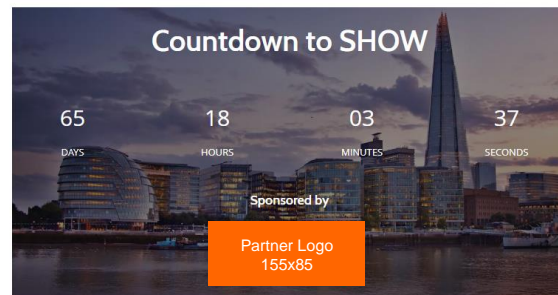 Countdown to SHOW
65 18 03 37
DAYS HOURS MINUTES SECONDS
Sponsored by
Partner Logo
155x85